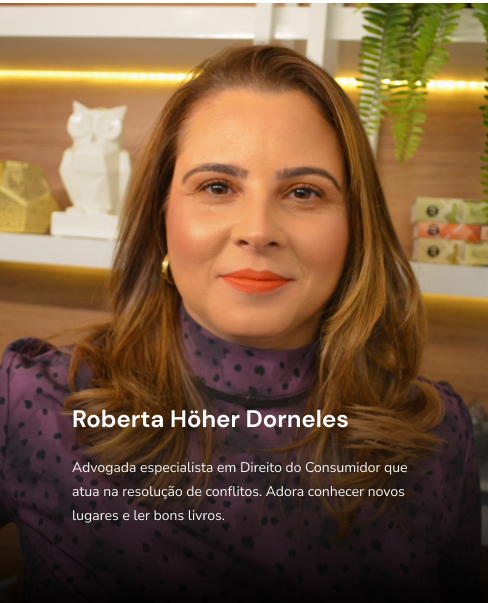 Roberta Höher Dorneles
Advogada especialista em Direito do Consumidor que
atua na resolução de conflitos. Adora conhecer novos
lugares e ler bons livros.